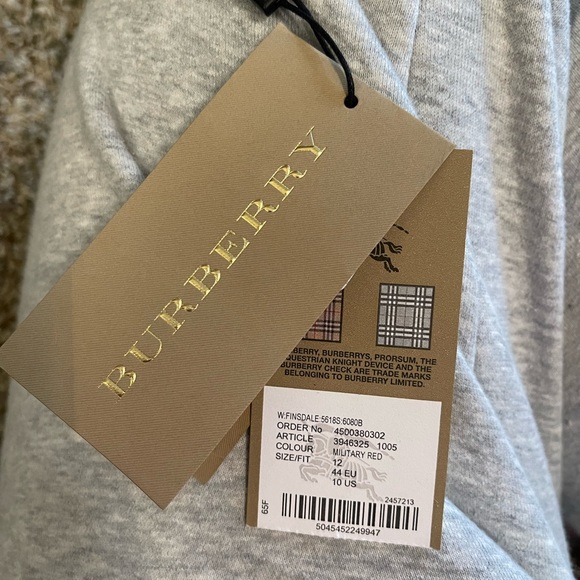 BURBERRY
BERRY, BURBERRYS, PRORSUM, THE
EQUESTRIAN KNIGHT DEVICE AND THE
BURBERRY CHECK ARE TRADE MARKS
BELONGING TO BURBERRY LIMITED.
W:FINSDALE:5618S:6080B
ORDER No 4500380302
ARTICLE 3946325 1005
COLOUR MILITARY RED
SIZE/FIT 12
44 EU
10 US
2457213
65F
5045452249947